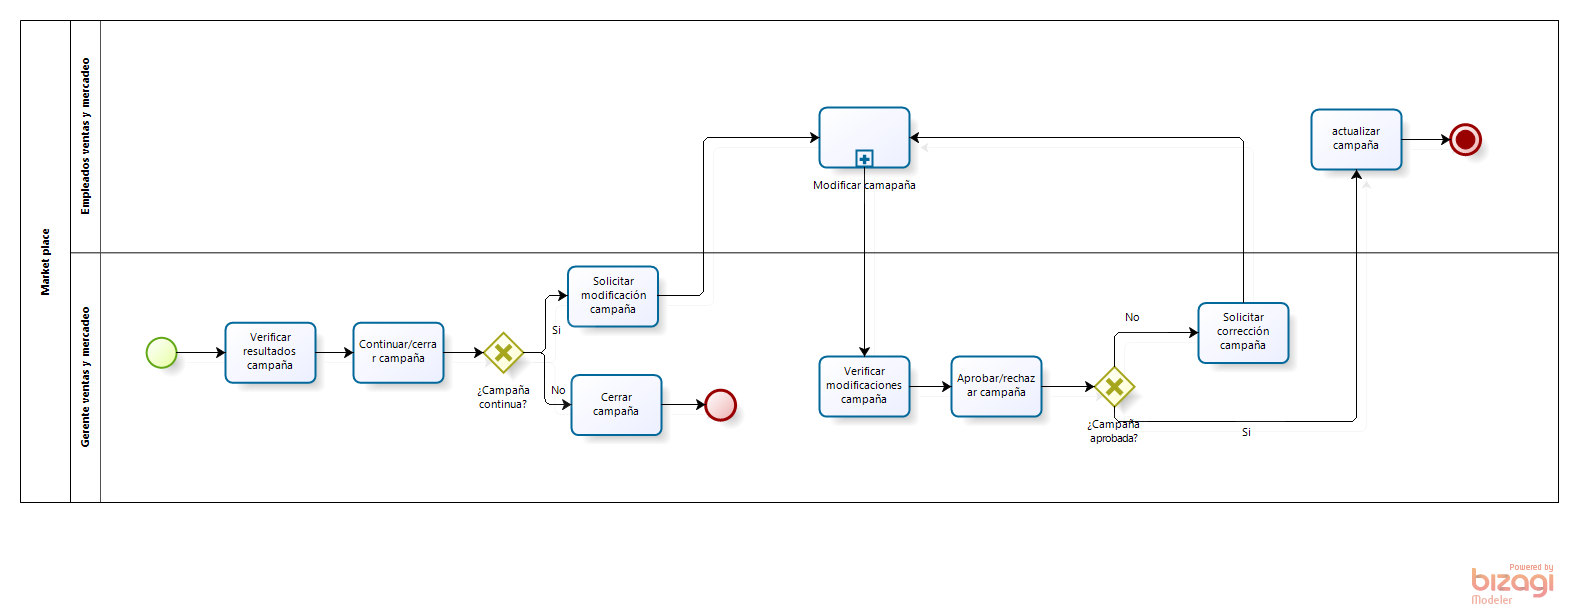 Market place
Empleados ventas y mercadeo
Gerente ventas y mercadeo
Modificar camapaña
actualizar
campaña
Verificar
resultados
campaña
Continuar/cerra
r campaña
¿Campaña
continua?
Si
No
Solicitar
modificación
campaña
Cerrar
campaña
Verificar
modificaciones
campaña
Aprobar/rechaz
ar campaña
¿Campaña
aprobada?
No
Si
Solicitar
corrección
campaña
Powered by
bizagi
Modeler